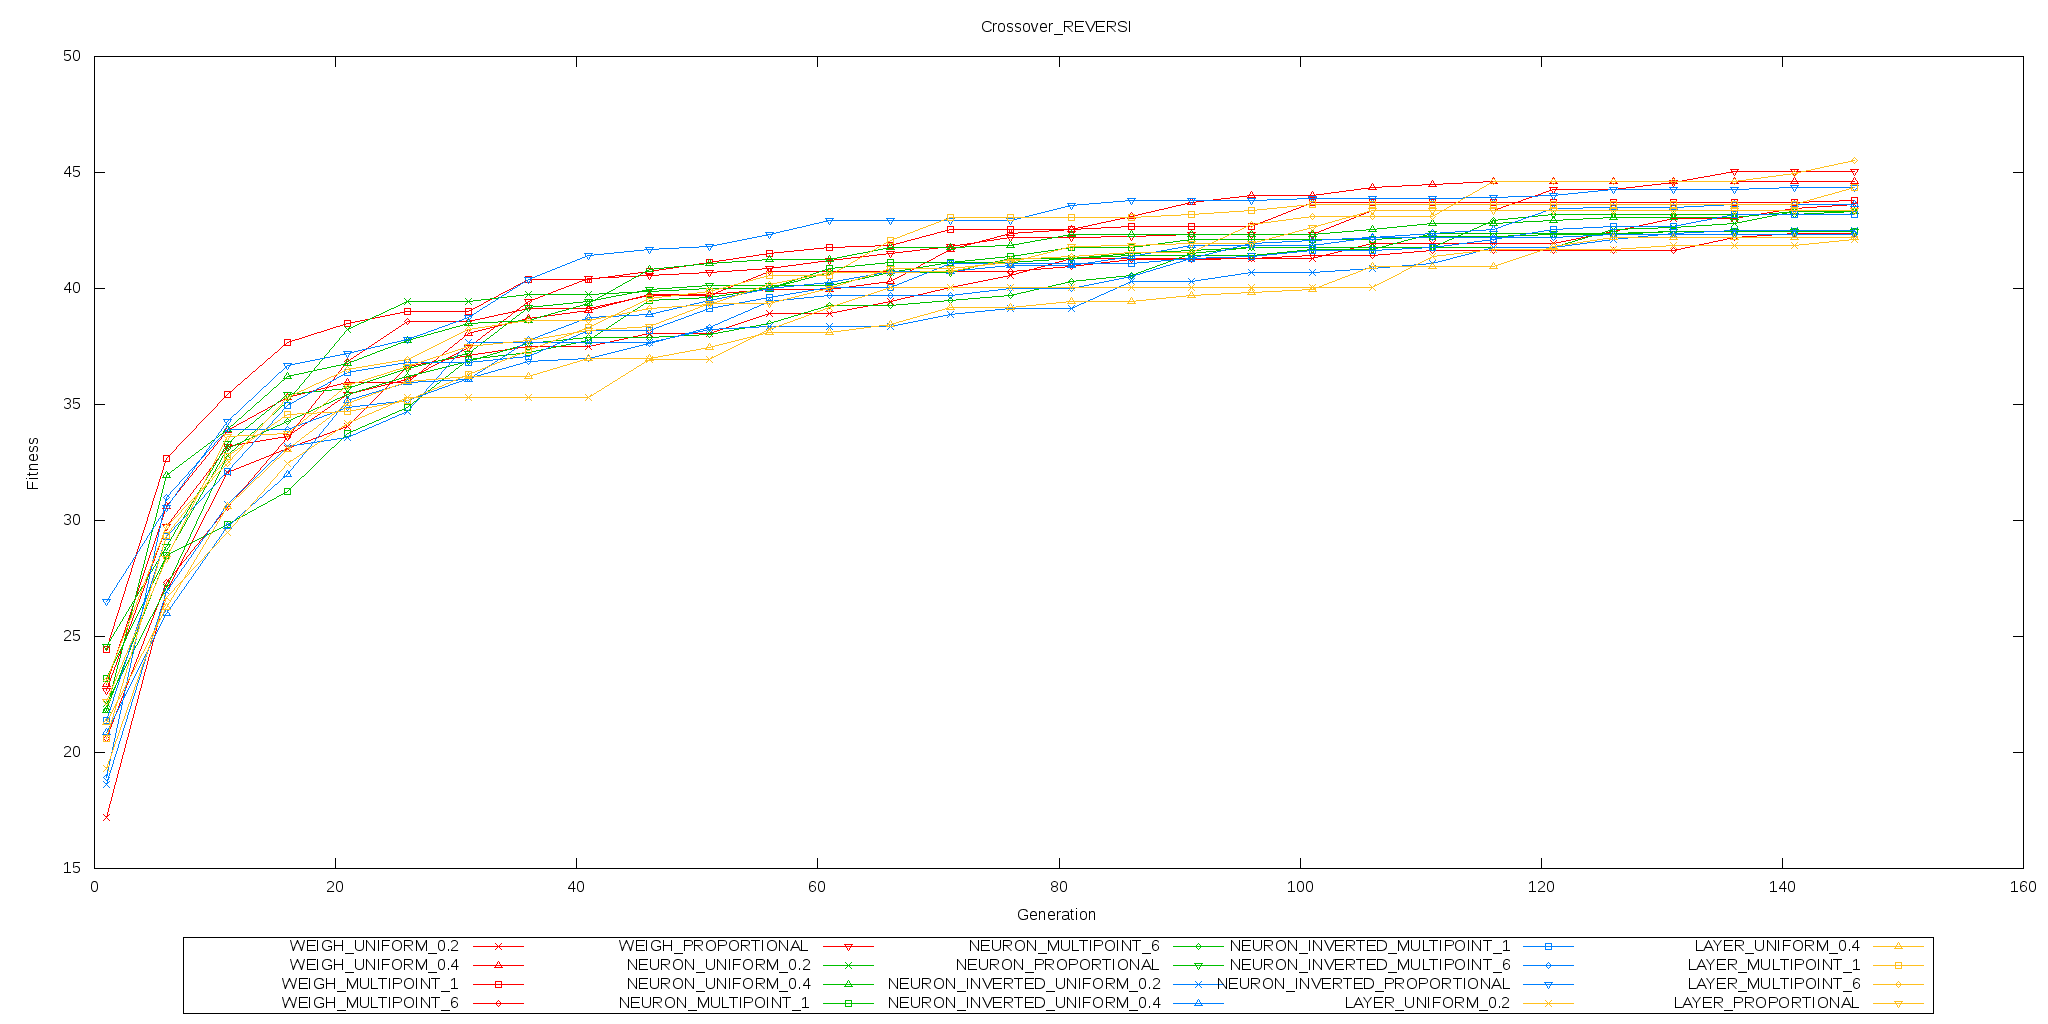 Crossover_REVERSI
50
45
40
35
30
25
20
15
Fitness
0 20 40 60 80 100 120 140 160
Generation
WEIGH_UNIFORM_0.2 WEIGH_PROPORTIONAL NEURON_MULTIPOINT_6 NEURON_INVERTED_MULTIPOINT_1 LAYER_UNIFORM_0.4
WEIGH_UNIFORM_0.4 NEURON_UNIFORM_0.2 NEURON_PROPORTIONAL NEURON_INVERTED_MULTIPOINT_6 LAYER_MULTIPOINT_1
WEIGH_MULTIPOINT_1 NEURON_UNIFORM_0.4 NEURON_INVERTED_UNIFORM_0.2 NEURON_INVERTED_PROPORTIONAL LAYER_MULTIPOINT_6
WEIGH_MULTIPOINT_6 NEURON_MULTIPOINT_1 NEURON_INVERTED_UNIFORM_0.4 LAYER_UNIFORM_0.2 LAYER_PROPORTIONAL